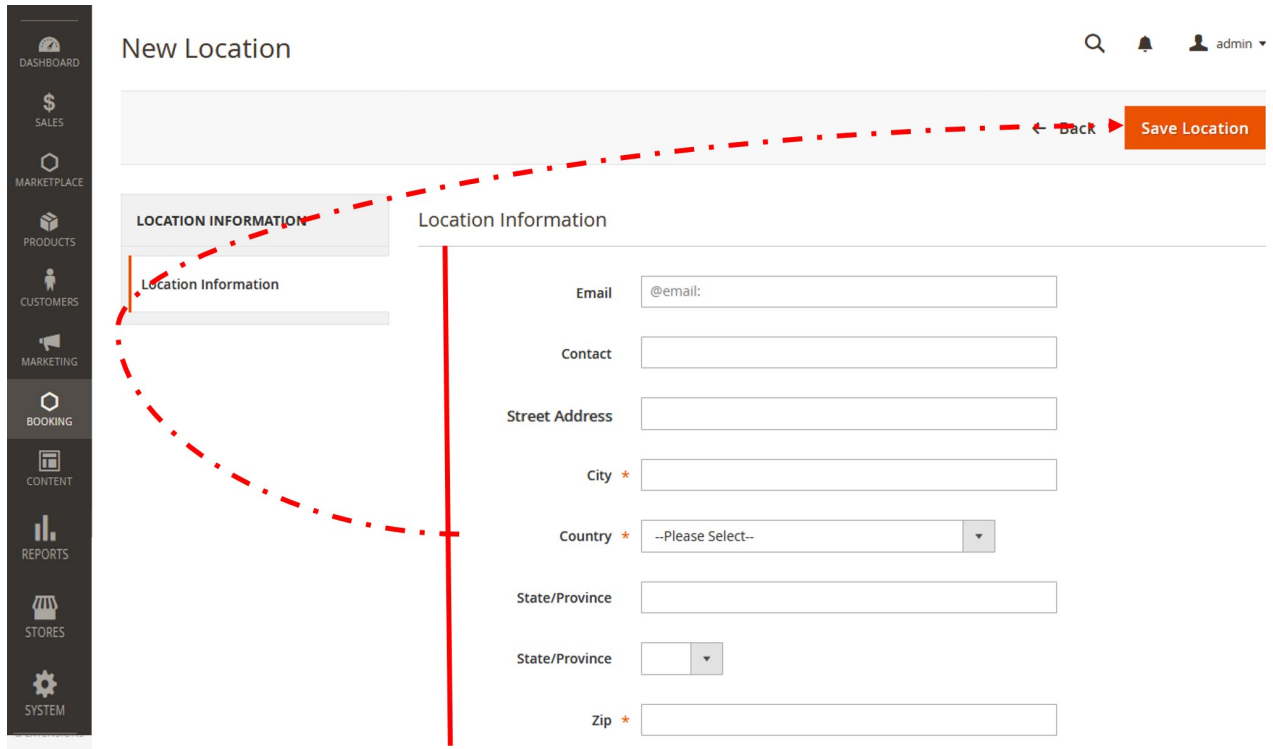 New Location
admin
← Back
Save Location
DASHBOARD
$
SALES
MARKETPLACE
PRODUCTS
CUSTOMERS
MARKETING
BOOKING
CONTENT
REPORTS
STORES
SYSTEM
LOCATION INFORMATION
Location Information
Location Information
Email
@email:
Contact
Street Address
City *
Country *
--Please Select--
State/Province
State/Province
Zip *